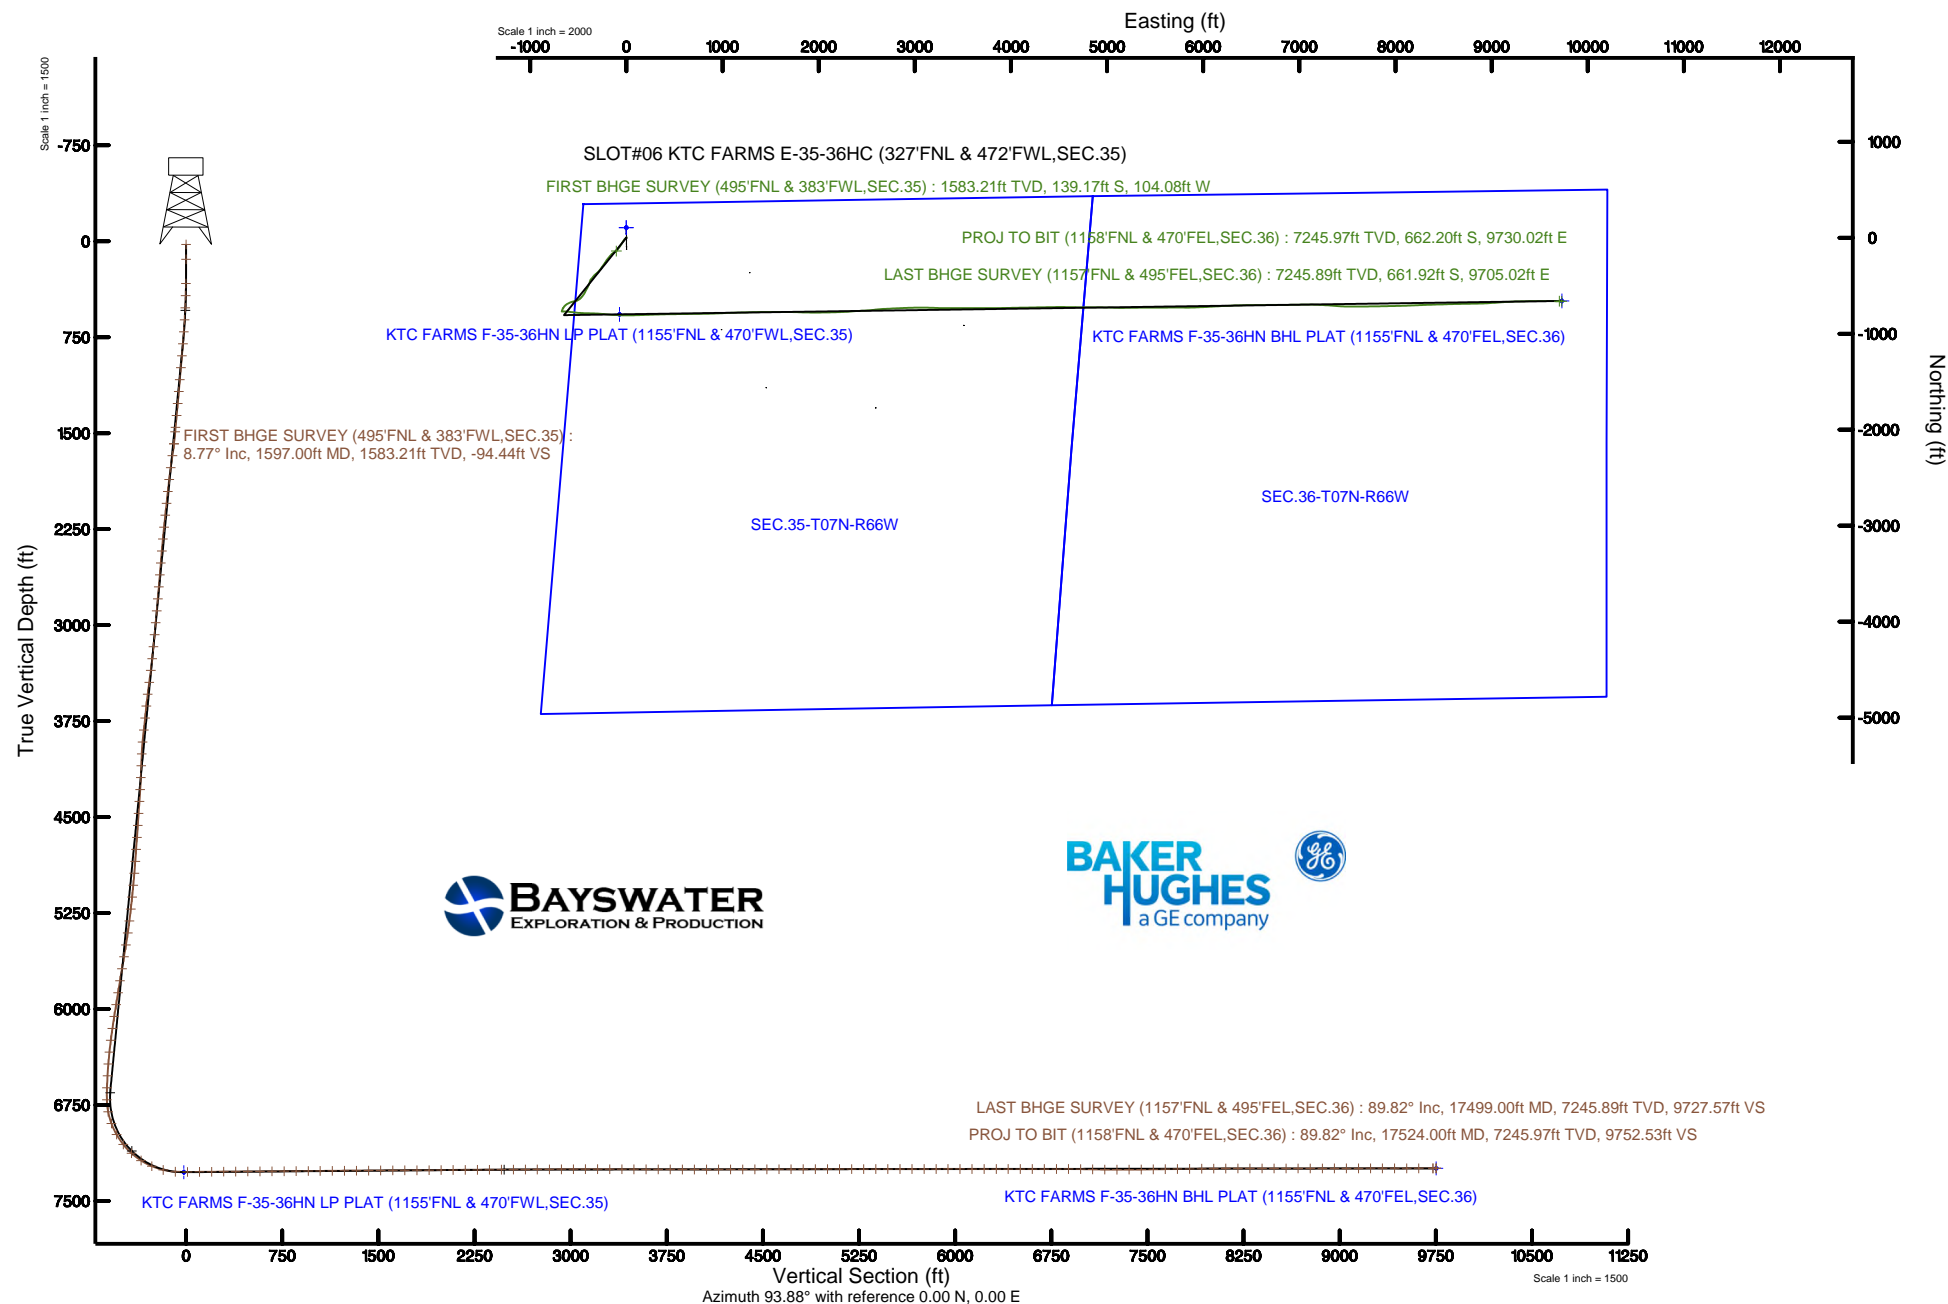 Easting (ft)
Scale 1 inch = 2000
-1000 0 1000 2000 3000 4000 5000 6000 7000 8000 9000 10000 11000 12000
Scale 1 inch = 1500
-750
0
750
1500
2250
3000
3750
4500
5250
6000
6750
7500
True Vertical Depth (ft)
SLOT#06 KTC FARMS E-35-36HC (327'FNL & 472'FWL,SEC.35)
FIRST BHGE SURVEY (495'FNL & 383'FWL,SEC.35) : 1583.21ft TVD, 139.17ft S, 104.08ft W
PROJ TO BIT (1158'FNL & 470'FEL,SEC.36) : 7245.97ft TVD, 662.20ft S, 9730.02ft E
LAST BHGE SURVEY (1157'FNL & 495'FEL,SEC.36) : 7245.89ft TVD, 661.92ft S, 9705.02ft E
KTC FARMS F-35-36HN LP PLAT (1155'FNL & 470'FWL,SEC.35)
KTC FARMS F-35-36HN BHL PLAT (1155'FNL & 470'FEL,SEC.36)
1000
0
-1000
-2000
-3000
-4000
-5000
Northing (ft)
FIRST BHGE SURVEY (495'FNL & 383'FWL,SEC.35) :
8.77° Inc, 1597.00ft MD, 1583.21ft TVD, -94.44ft VS
SEC.36-T07N-R66W
SEC.35-T07N-R66W
BAYSWATER
EXPLORATION & PRODUCTION
BAKER
HUGHES
a GE company
GE
LAST BHGE SURVEY (1157'FNL & 495'FEL,SEC.36) : 89.82° Inc, 17499.00ft MD, 7245.89ft TVD, 9727.57ft VS
PROJ TO BIT (1158'FNL & 470'FEL,SEC.36) : 89.82° Inc, 17524.00ft MD, 7245.97ft TVD, 9752.53ft VS
KTC FARMS F-35-36HN LP PLAT (1155'FNL & 470'FWL,SEC.35)
KTC FARMS F-35-36HN BHL PLAT (1155'FNL & 470'FEL,SEC.36)
0 750 1500 2250 3000 3750 4500 5250 6000 6750 7500 8250 9000 9750 10500 11250
Vertical Section (ft)
Scale 1 inch = 1500
Azimuth 93.88° with reference 0.00 N, 0.00 E